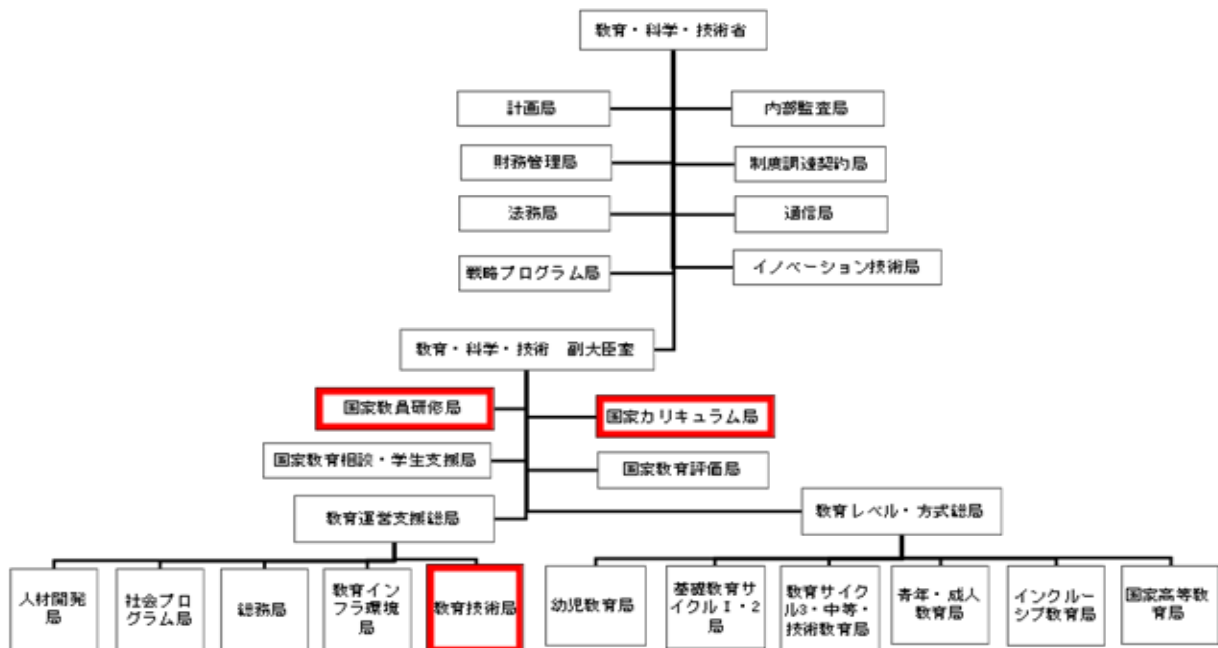 教育・科学・技術省
計画局
内部監査局
財務管理局
制度調達契約局
法務局
通信局
戦略プログラム局
イノベーション技術局
教育・科学・技術　副大臣室
国家教員研修局
国家カリキュラム局
国家教育相談・学生支援局
国家教育評価局
教育運営支援総局
教育レベル・方式総局
人材開発
局
社会プロ
グラム局
総務局
教育イン
フラ環境
局
教育技術局
幼児教育局
基礎教育サ
イクル１・２
局
教育サイク
ル3・中等・
技術教育局
青年・成人
教育局
インクルー
シブ教育局
国家高等教
育局